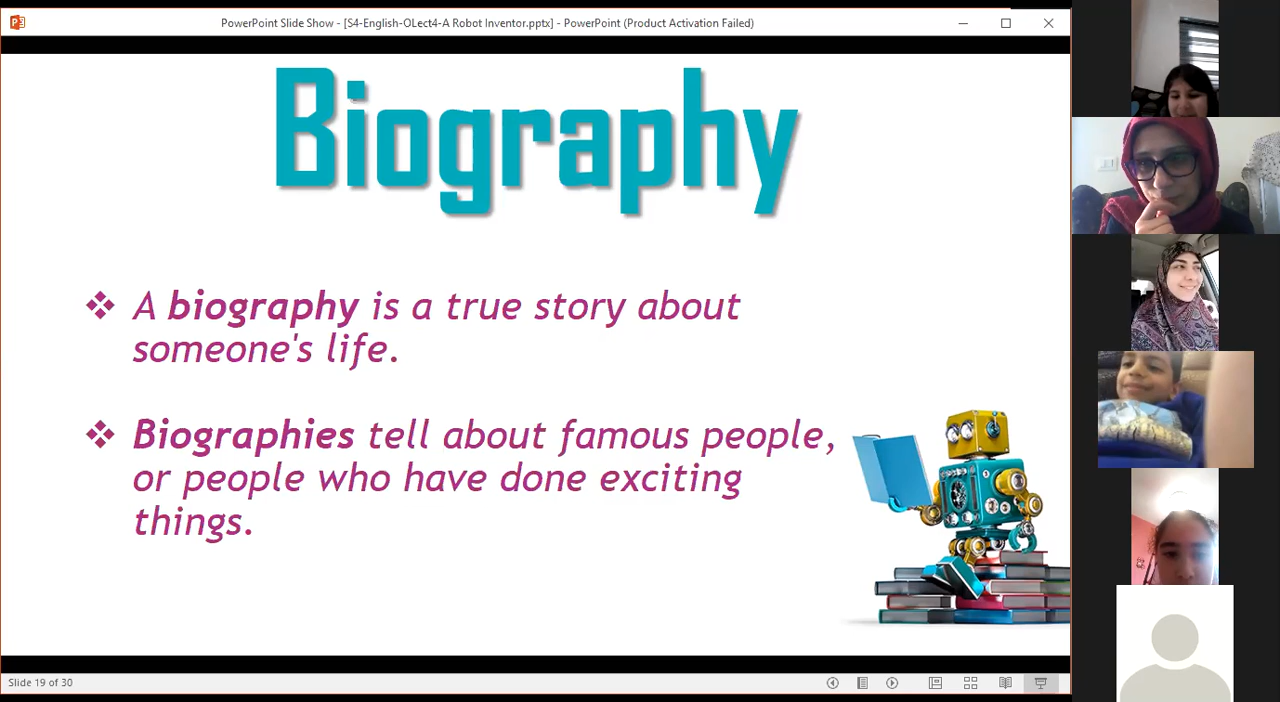 PowerPoint Slide Show - [S4-English-OLect4-A Robot Inventor.pptx] - PowerPoint (Product Activation Failed)
Biography
❖ A biography is a true story about
someone's life.
❖ Biographies tell about famous people,
or people who have done exciting
things.
Slide 19 of 30